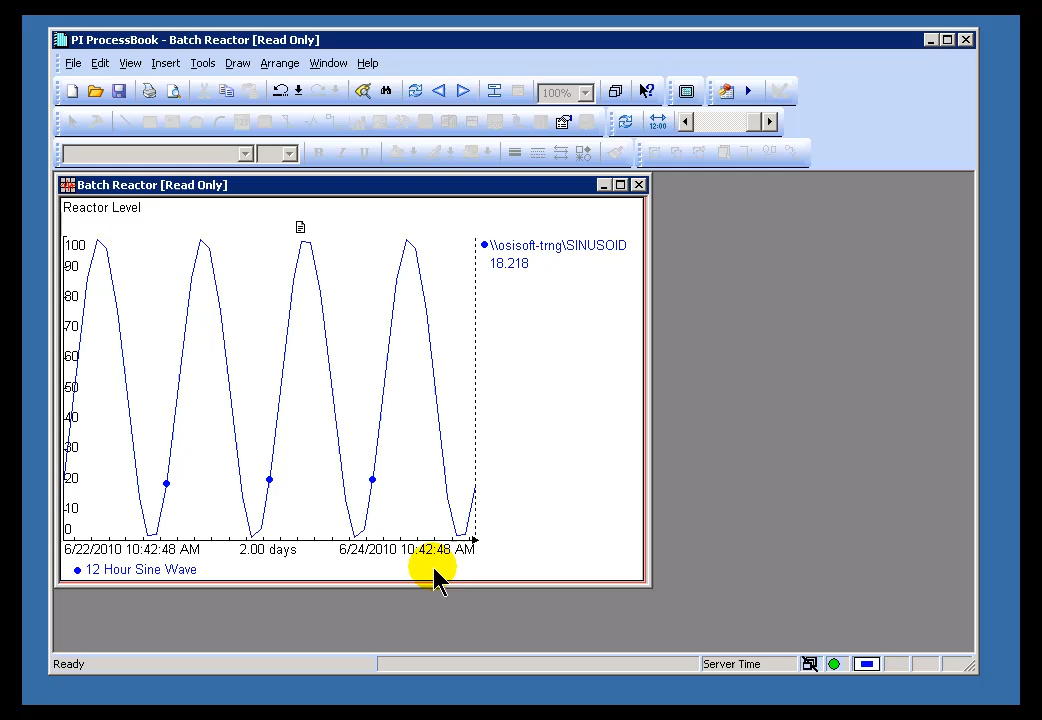 PI ProcessBook - Batch Reactor [Read Only]
File Edit View Insert Tools Draw Arrange Window Help
100%
12:00
B I U
Batch Reactor [Read Only]
Reactor Level
100
90
80
70
60
50
40
30
20
10
0
\\osisoft-trng\SINUSOID
18.218
6/22/2010 10:42:48 AM 2.00 days 6/24/2010 10:42:48 AM
12 Hour Sine Wave
Ready Server Time